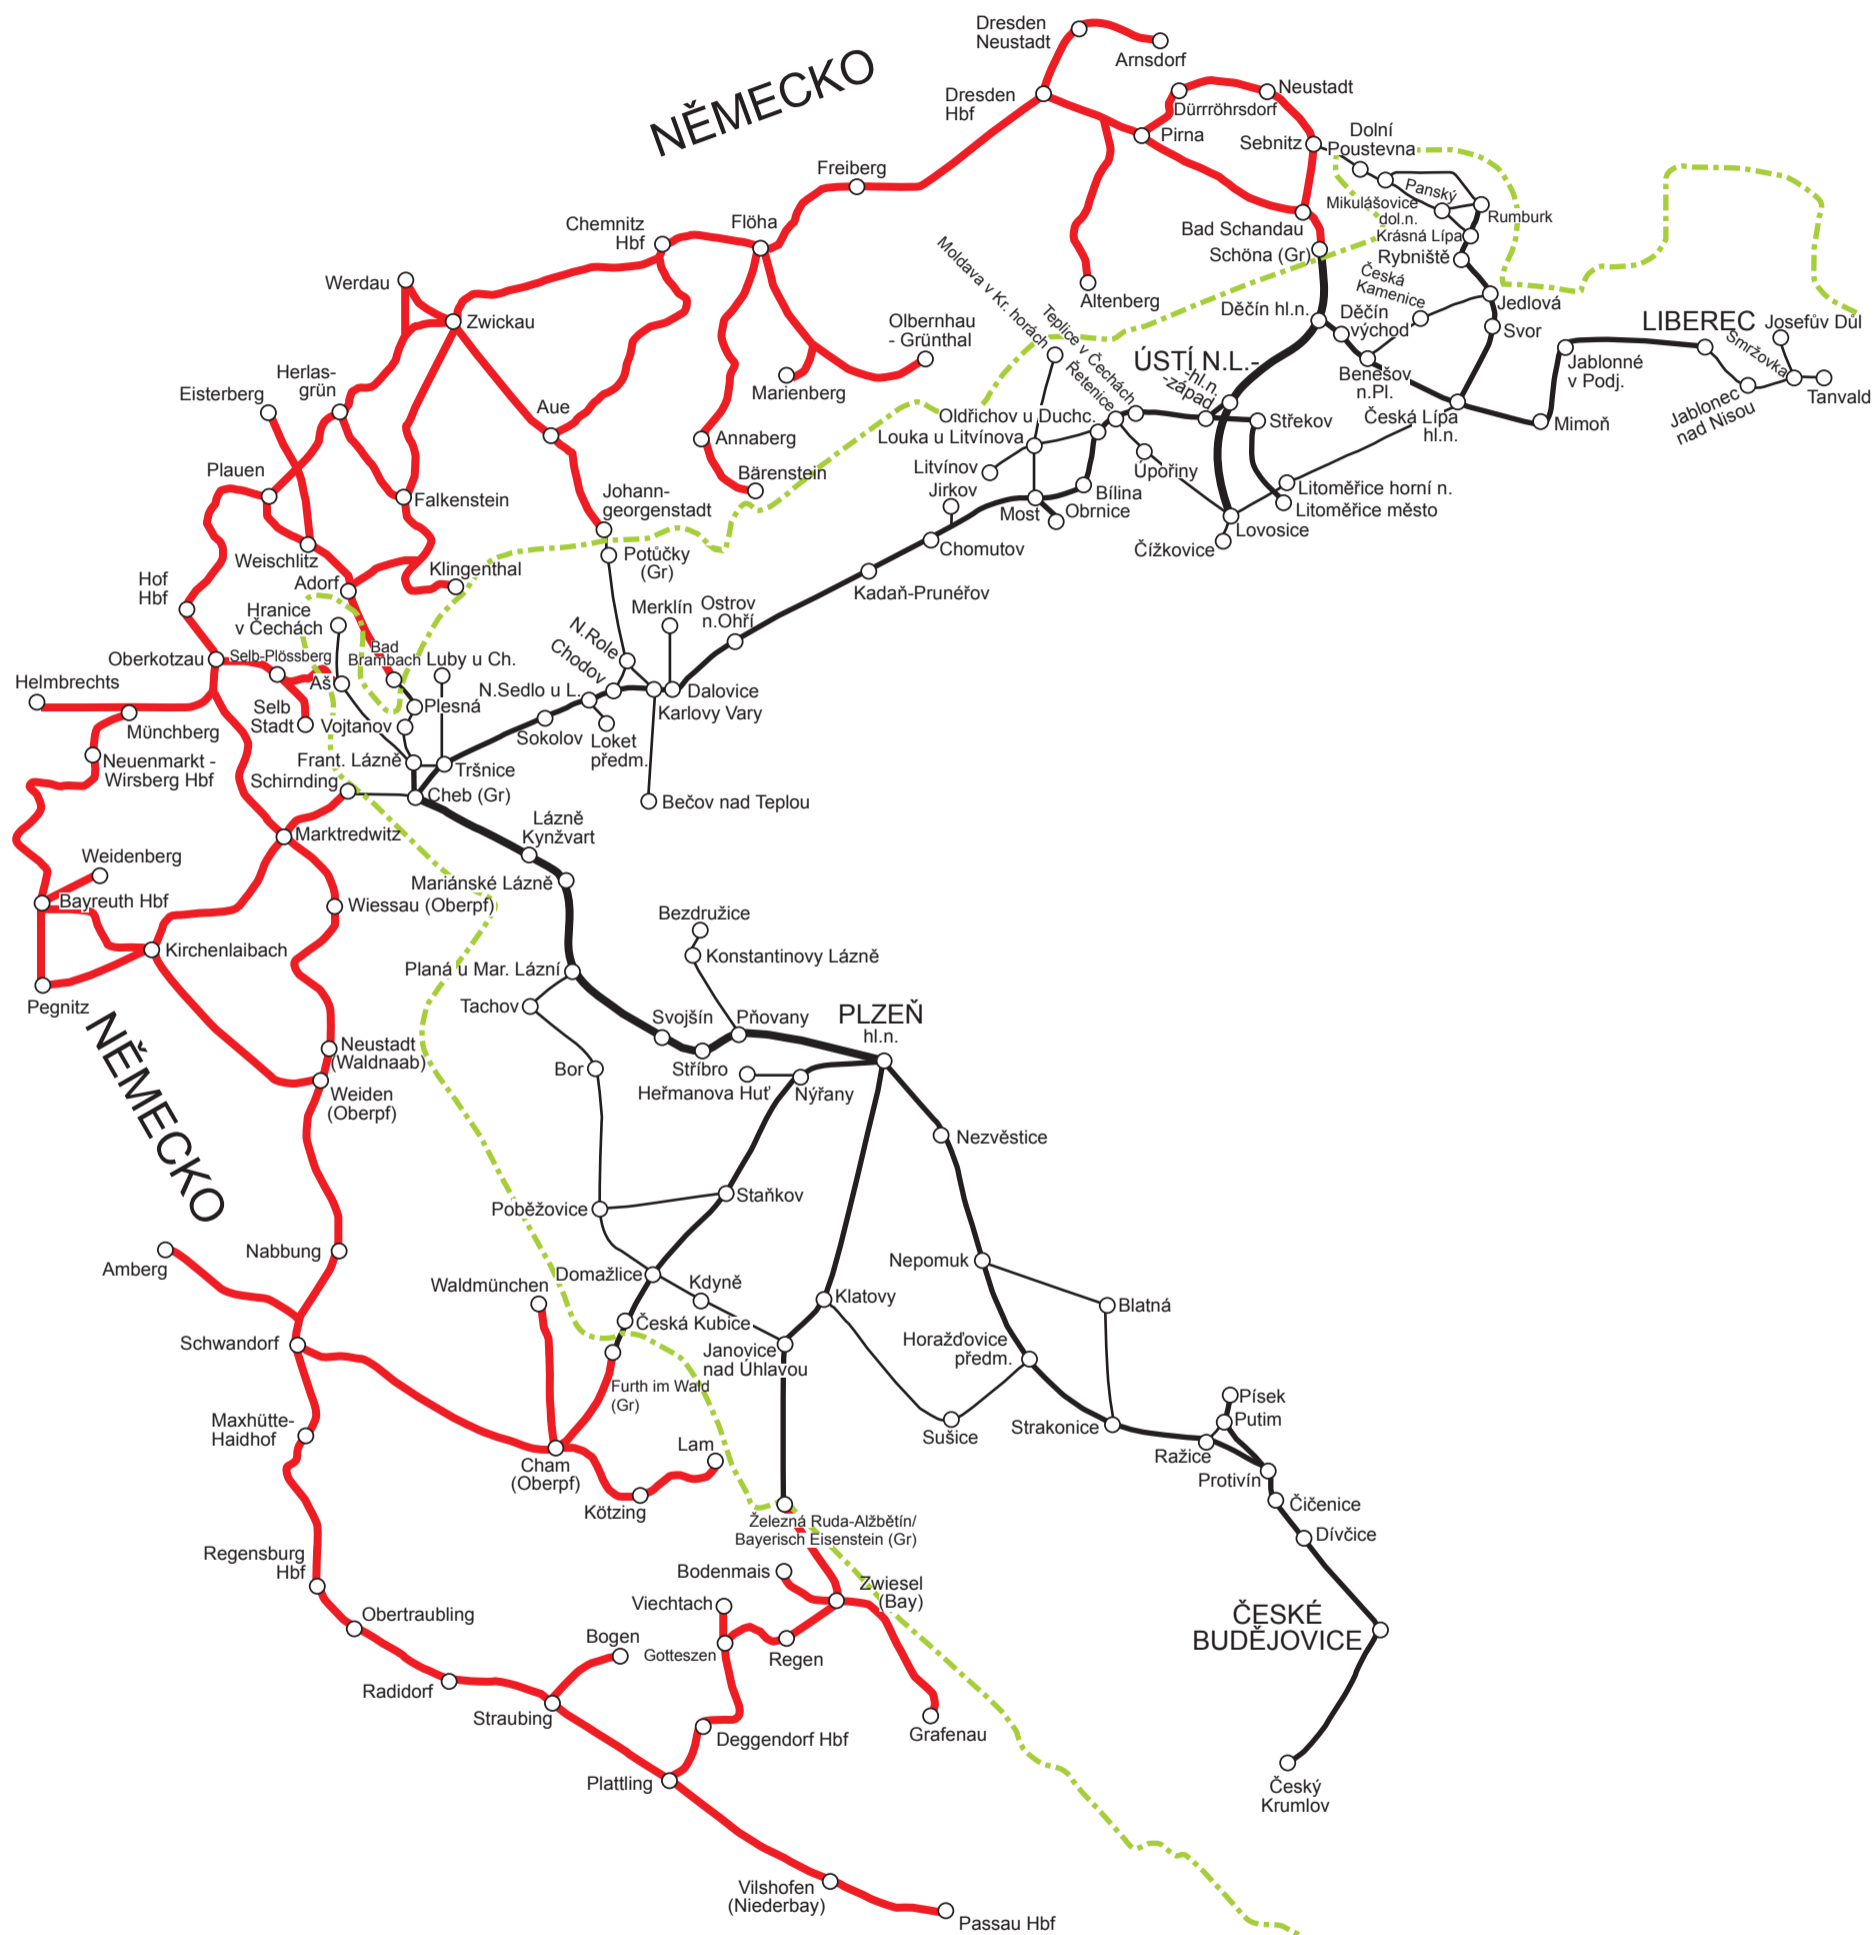 Dresden
Neustadt
Arnsdorf
NĚMECKO
Dresden
Hbf
Neustadt
Dürrröhrsdorf
Pirna
Sebnitz
Dolní
Poustevna
Freiberg
Panský
Mikulášovice
dol.n.
Rumburk
Chemnitz
Hbf
Flöha
Bad Schandau
Krásná Lípa
Schöna (Gr)
Rybniště
Moldava v Kr. horách
Česká
Kamenice
Werdau
Altenberg
Jedlová
Zwickau
Teplice v Čechách
Děčín hl.n.
Děčín
východ
Svor
LIBEREC
Josefův Důl
Olbernhau
- Grünthal
Řetenice
ÚSTÍ N.L.-
-hl.n.
-západ
Smržovka
Jablonné
v Podj.
Herlas-
grün
Marienberg
Benešov
n.Pl.
Tanvald
Eisterberg
Aue
Oldřichov u Duchc.
Střekov
Česká Lípa
hl.n.
Mimoň
Jablonec
nad Nisou
Annaberg
Louka u Litvínova
Litvínov
Úpořiny
Plauen
Bärenstein
Falkenstein
Johann-
georgenstadt
Jirkov
Bílina
Litoměřice horní n.
Most
Obrnice
Litoměřice město
Lovosice
Weischlitz
Chomutov
Čížkovice
Potůčky
(Gr)
Klingenthal
Adorf
Hof
Hbf
Kadaň-Prunéřov
Hranice
v Čechách
Merklín
Ostrov
n.Ohří
N.Role
Bad
Brambach
Luby u Ch.
Oberkotzau
Selb-Plössberg
Chodov
Helmbrechts
Aš
N.Sedlo u L.
Dalovice
Plesná
Karlovy Vary
Selb
Stadt
Vojtanov
Münchberg
Sokolov
Loket
předm.
Neuenmarkt -
Wirsberg Hbf
Frant. Lázně
Tršnice
Schirnding
Cheb (Gr)
Bečov nad Teplou
Lázně
Kynžvart
Marktredwitz
Weidenberg
Mariánské Lázně
Bayreuth Hbf
Wiessau (Oberpf)
Bezdružice
Kirchenlaibach
Konstantinovy Lázně
Planá u Mar. Lázní
Pegnitz
Tachov
Svojšín
Pňovany
PLZEŇ
hl.n.
NĚMECKO
Neustadt
(Waldnaab)
Bor
Stříbro
Heřmanova Huť
Nýřany
Weiden
(Oberpf)
Nezvěstice
Staňkov
Poběžovice
Nabbung
Amberg
Nepomuk
Domažlice
Waldmünchen
Kdyně
Klatovy
Blatná
Česká Kubice
Schwandorf
Janovice
nad Úhlavou
Horažďovice
předm.
Furth im Wald
(Gr)
Písek
Maxhütte-
Haidhof
Putim
Strakonice
Sušice
Lam
Ražice
Cham
(Oberpf)
Protivín
Kötzing
Čičenice
Železná Ruda-Alžbětín/
Bayerisch Eisenstein (Gr)
Dívčice
Regensburg
Hbf
Bodenmais
Zwiesel
(Bay)
Viechtach
Obertraubling
ČESKÉ
BUDĚJOVICE
Bogen
Gotteszen
Regen
Radidorf
Straubing
Grafenau
Deggendorf Hbf
Plattling
Český
Krumlov
Vilshofen
(Niederbay)
Passau Hbf